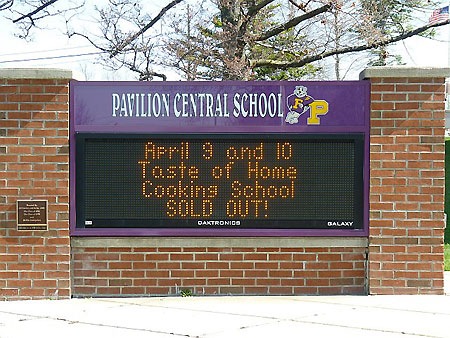 PAVILION CENTRAL SCHOOL
P
April 9 and 10
Taste of Home
Cooking School
SOLD OUT!
DAKTRONICS
GALAXY